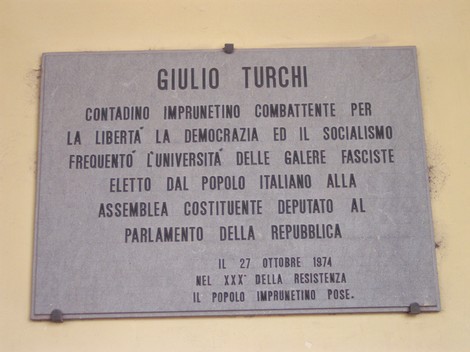 GIULIO TURCHI
CONTADINO IMPRUNETINO COMBATTENTE PER
LA LIBERTA' LA DEMOCRAZIA ED IL SOCIALISMO
FREQUENTO' L'UNIVERSITA' DELLE GALERE FASCISTE
ELETTO DAL POPOLO ITALIANO ALLA
ASSEMBLEA COSTITUENTE DEPUTATO AL
PARLAMENTO DELLA REPUBBLICA
IL 27 OTTOBRE 1974
NEL XXX° DELLA RESISTENZA
IL POPOLO IMPRUNETINO POSE.